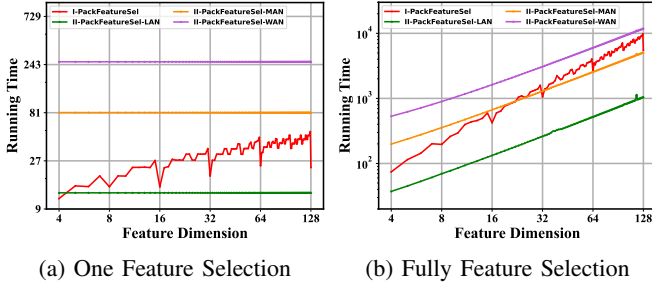 I-PackFeatureSel
II-PackFeatureSel-LAN
II-PackFeatureSel-MAN
II-PackFeatureSel-WAN
Running Time
729
243
81
27
9
4 8 16 32 64 128
Feature Dimension
(a) One Feature Selection
I-PackFeatureSel
II-PackFeatureSel-LAN
II-PackFeatureSel-MAN
II-PackFeatureSel-WAN
Running Time
10^4
10^3
10^2
4 8 16 32 64 128
Feature Dimension
(b) Fully Feature Selection